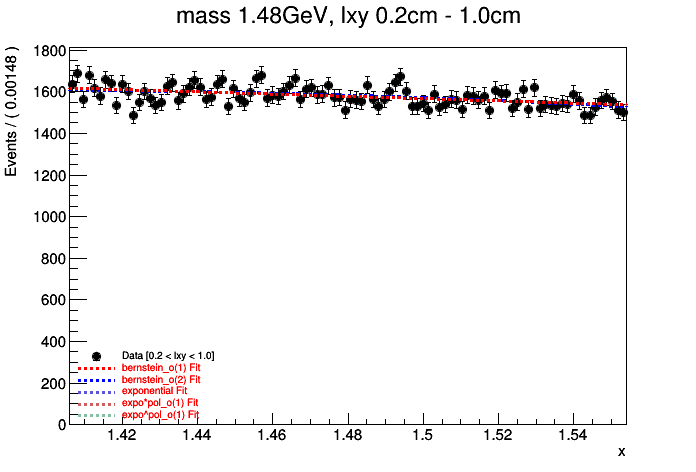 mass 1.48GeV, lxy 0.2cm - 1.0cm
Events / ( 0.00148 )
1800
1600
1400
1200
1000
800
600
400
200
0
Data [0.2 < lxy < 1.0]
bernstein_o(1) Fit
bernstein_o(2) Fit
exponential Fit
expo*pol_o(1) Fit
expo^pol_o(1) Fit
1.42 1.44 1.46 1.48 1.5 1.52 1.54
x